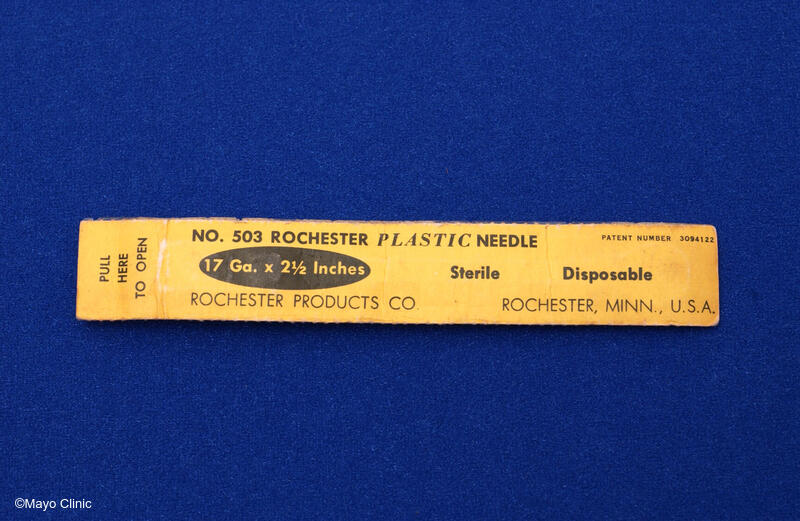 PULL
HERE
TO OPEN
NO. 503 ROCHESTER PLASTIC NEEDLE
PATENT NUMBER 3094122
17 Ga. x 2½ Inches
Sterile
Disposable
ROCHESTER PRODUCTS CO.
ROCHESTER, MINN., U.S.A.
©Mayo Clinic